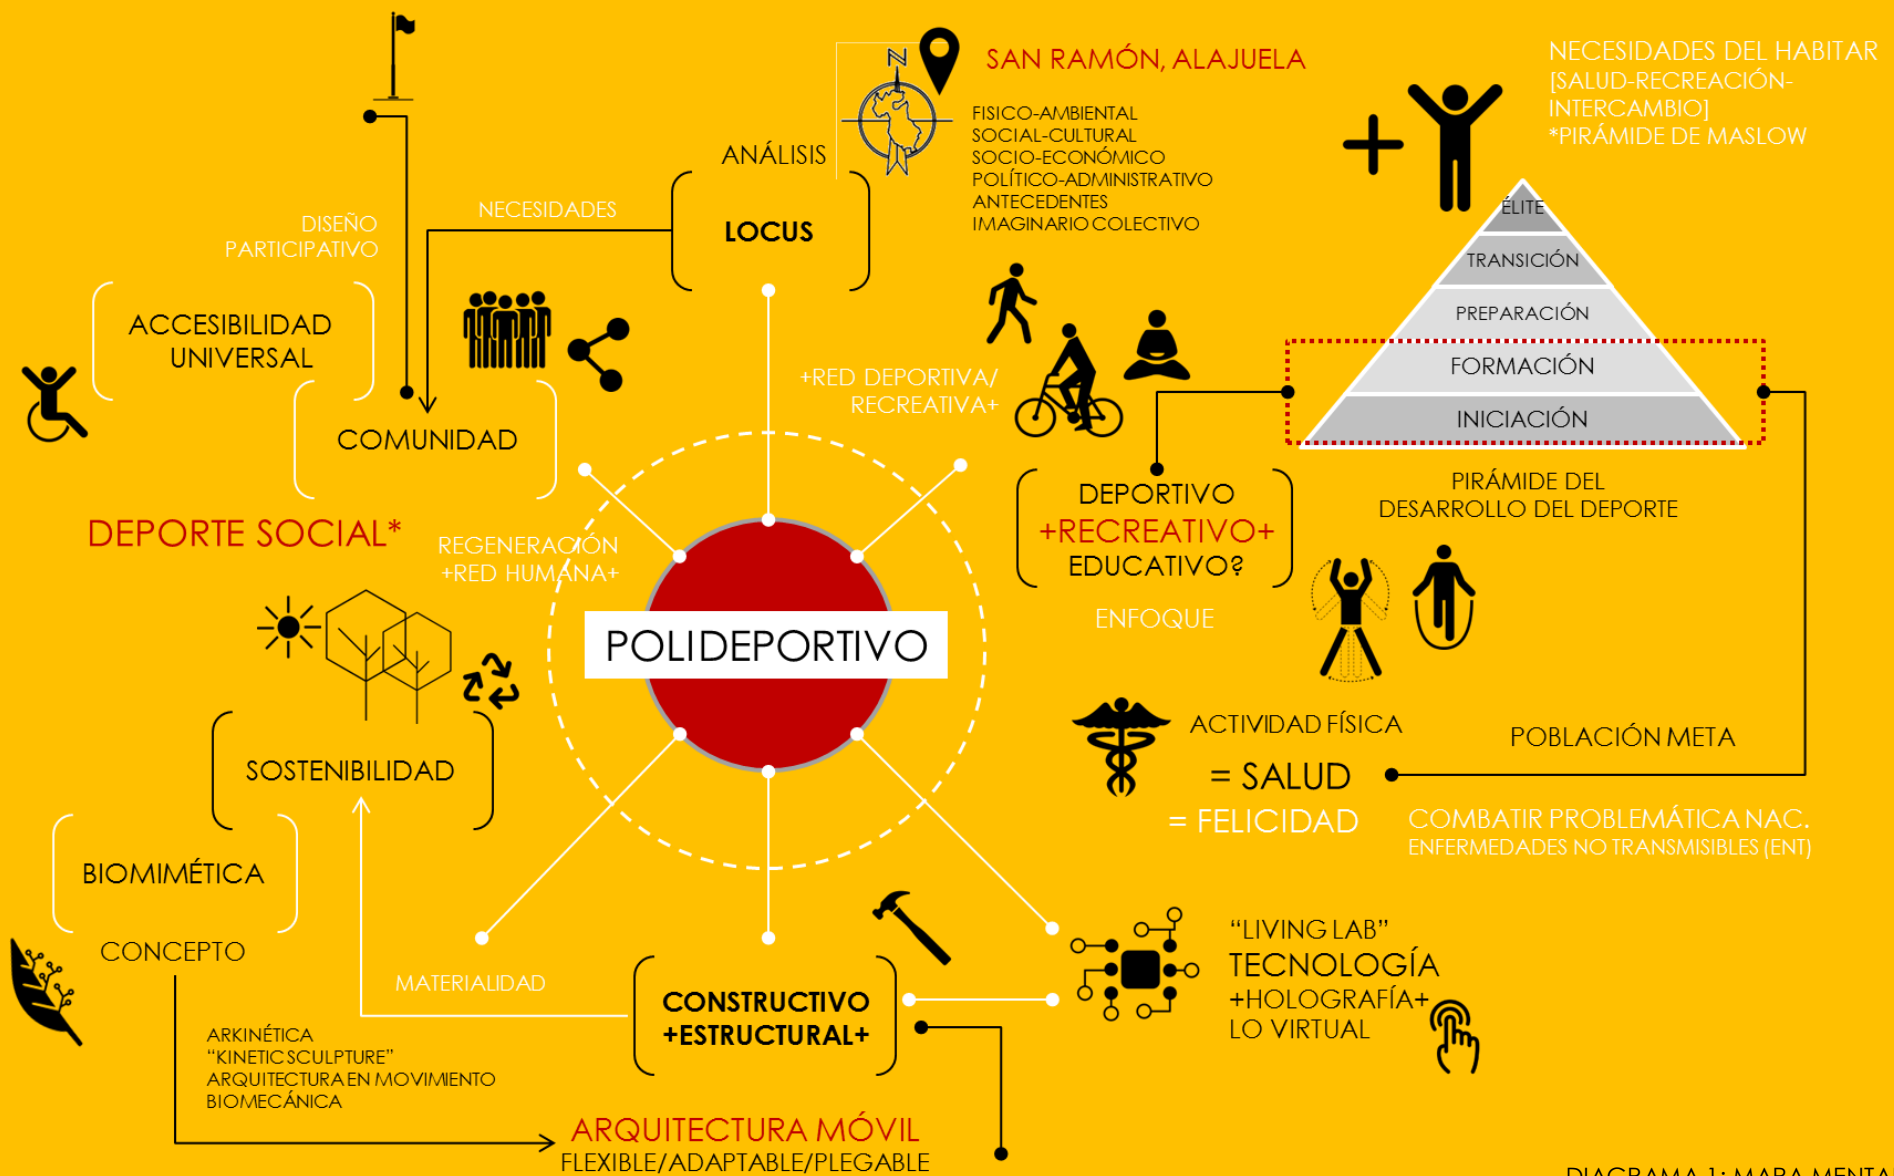 N
SAN RAMÓN, ALAJUELA
FISICO-AMBIENTAL
SOCIAL-CULTURAL
SOCIO-ECONÓMICO
POLÍTICO-ADMINISTRATIVO
ANTECEDENTES
IMAGINARIO COLECTIVO
ANÁLISIS
LOCUS
NECESIDADES
DISEÑO
PARTICIPATIVO
ACCESIBILIDAD
UNIVERSAL
COMUNIDAD
DEPORTE SOCIAL*
REGENERACIÓN
+RED HUMANA+
+RED DEPORTIVA/
RECREATIVA+
NECESIDADES DEL HABITAR
[SALUD-RECREACIÓN-
INTERCAMBIO]
*PIRÁMIDE DE MASLOW
ÉLITE
TRANSICIÓN
PREPARACIÓN
FORMACIÓN
INICIACIÓN
PIRÁMIDE DEL
DESARROLLO DEL DEPORTE
DEPORTIVO
+RECREATIVO+
EDUCATIVO?
ENFOQUE
POLIDEPORTIVO
ACTIVIDAD FÍSICA
= SALUD
= FELICIDAD
POBLACIÓN META
COMBATIR PROBLEMÁTICA NAC.
ENFERMEDADES NO TRANSMISIBLES (ENT)
SOSTENIBILIDAD
BIOMIMÉTICA
CONCEPTO
MATERIALIDAD
ARKINÉTICA
“KINETIC SCULPTURE”
ARQUITECTURA EN MOVIMIENTO
BIOMECÁNICA
CONSTRUCTIVO
+ESTRUCTURAL+
“LIVING LAB”
TECNOLOGÍA
+HOLOGRAFÍA+
LO VIRTUAL
ARQUITECTURA MÓVIL
FLEXIBLE/ADAPTABLE/PLEGABLE
DIAGRAMA 1: MAPA MENTA